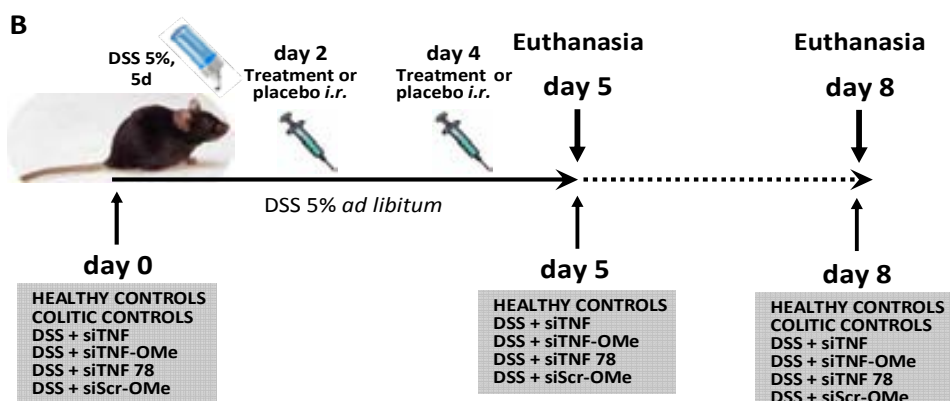 B
DSS 5%,
5d
day 2
Treatment or
placebo i.r.
day 4
Treatment or
placebo i.r.
Euthanasia
day 5
Euthanasia
day 8
DSS 5% ad libitum
day 0
HEALTHY CONTROLS
COLITIC CONTROLS
DSS + siTNF
DSS + siTNF-OMe
DSS + siTNF 78
DSS + siScr-OMe
day 5
HEALTHY CONTROLS
DSS + siTNF
DSS + siTNF-OMe
DSS + siTNF 78
DSS + siScr-OMe
day 8
HEALTHY CONTROLS
COLITIC CONTROLS
DSS + siTNF
DSS + siTNF-OMe
DSS + siTNF 78
DSS + siScr-OMe